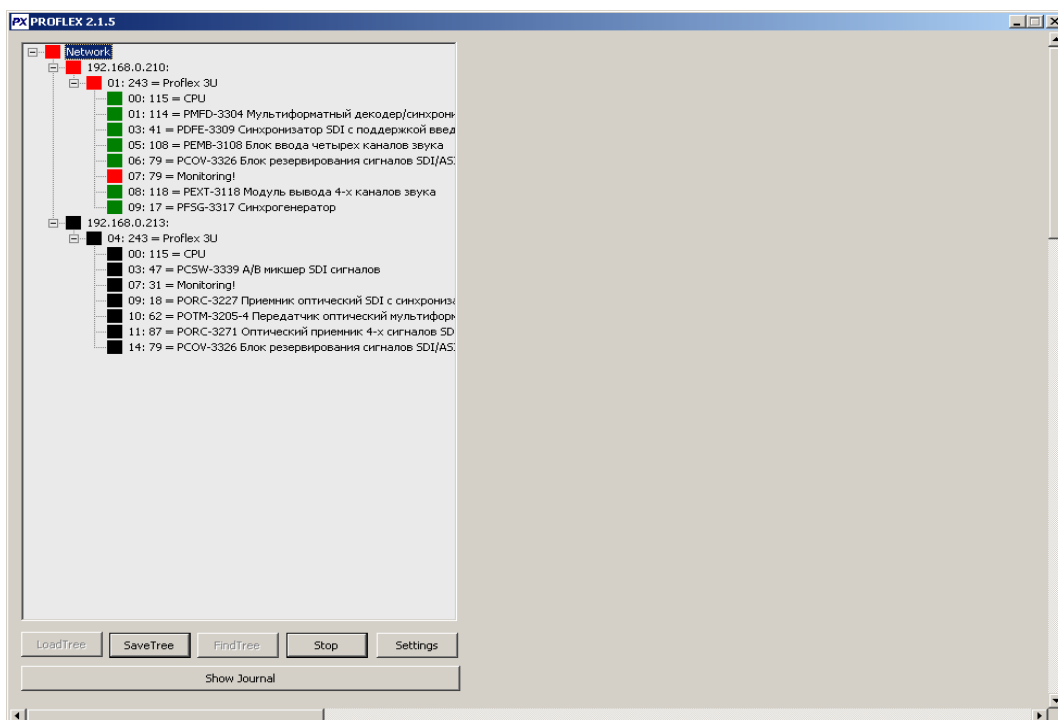 PX PROFLEX 2.1.5
Network
192.168.0.210:
01: 243 = Proflex 3U
00: 115 = CPU
01: 114 = PMFD-3304 Мультиформатный декодер/синхрони
03: 41 = PDFE-3309 Синхронизатор SDI с поддержкой введ
05: 108 = PEMB-3108 Блок ввода четырех каналов звука
06: 79 = PCOV-3326 Блок резервирования сигналов SDI/AS
07: 79 = Monitoring!
08: 118 = PEXT-3118 Модуль вывода 4-х каналов звука
09: 17 = PFSG-3317 Синхрогенератор
192.168.0.213:
04: 243 = Proflex 3U
00: 115 = CPU
03: 47 = PCSW-3339 A/B микшер SDI сигналов
07: 31 = Monitoring!
09: 18 = PORC-3227 Приемник оптический SDI с синхрониз
10: 62 = POTM-3205-4 Передатчик оптический мультиформ
11: 87 = PORC-3271 Оптический приемник 4-х сигналов SD
14: 79 = PCOV-3326 Блок резервирования сигналов SDI/AS
LoadTree SaveTree FindTree Stop Settings
Show Journal